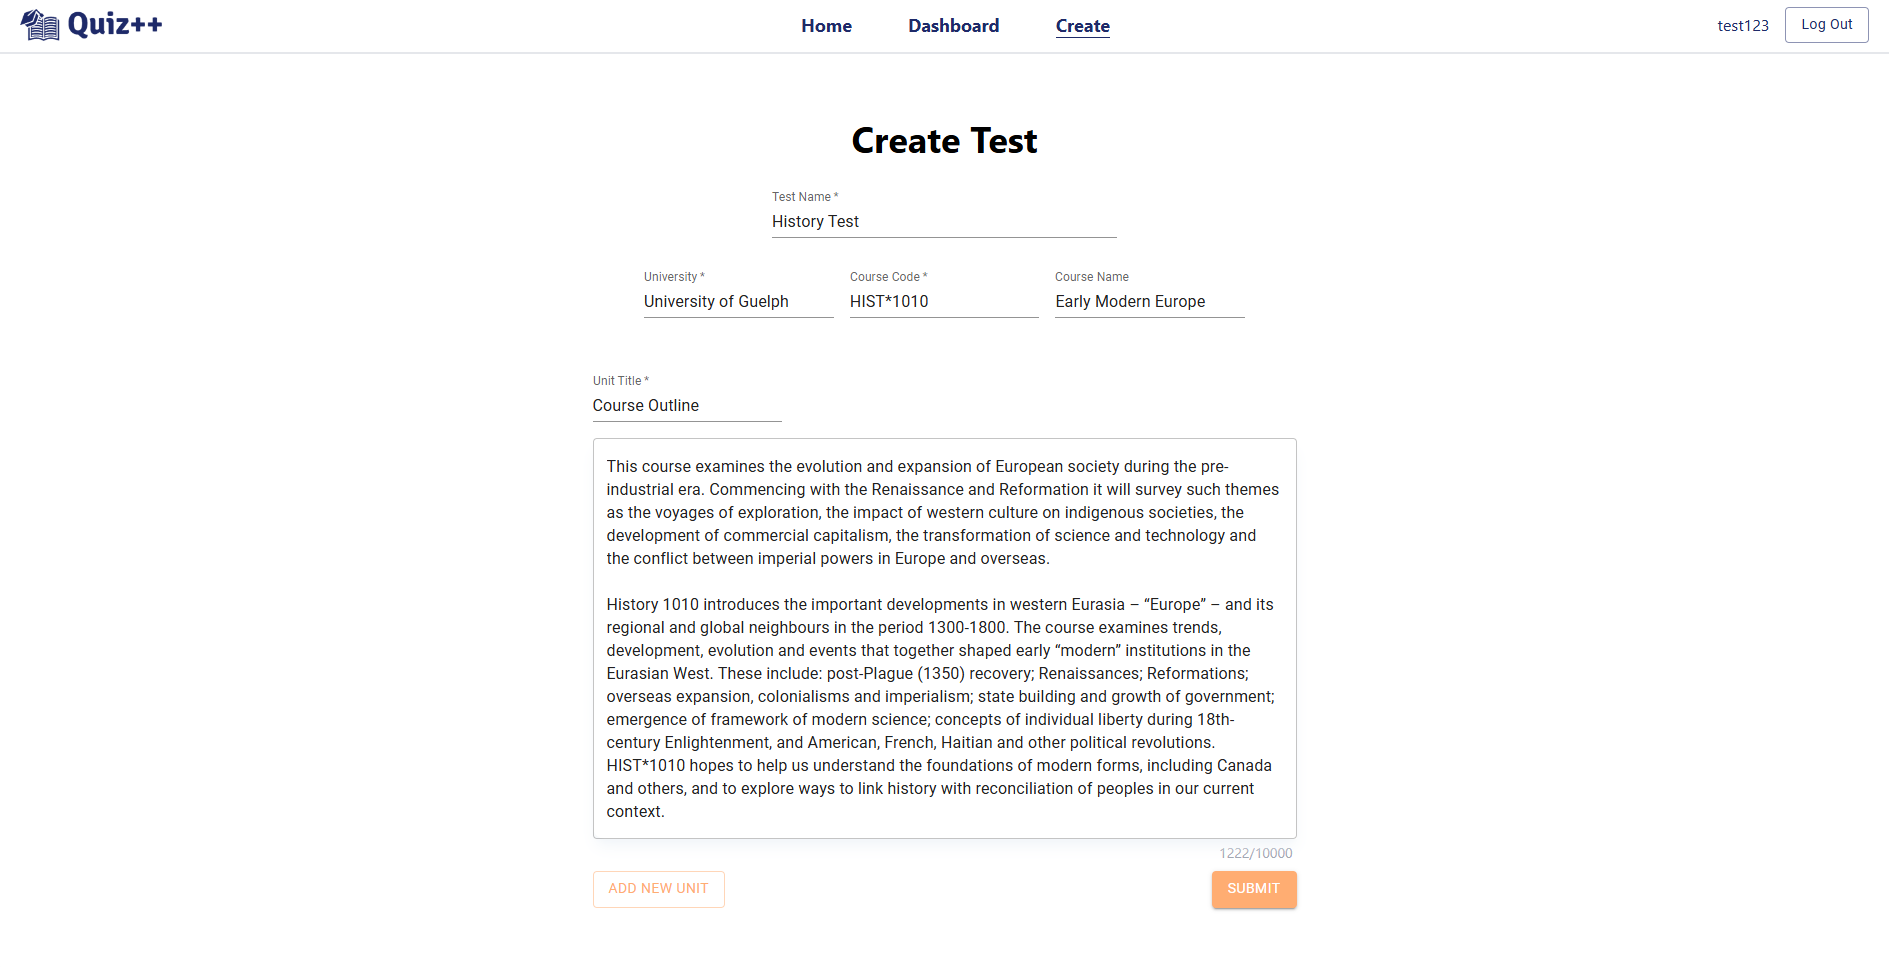 Quiz++
Home Dashboard Create
test123 Log Out
Create Test
Test Name *
History Test
University * Course Code * Course Name
University of Guelph HIST*1010 Early Modern Europe
Unit Title *
Course Outline
This course examines the evolution and expansion of European society during the pre-
industrial era. Commencing with the Renaissance and Reformation it will survey such themes
as the voyages of exploration, the impact of western culture on indigenous societies, the
development of commercial capitalism, the transformation of science and technology and
the conflict between imperial powers in Europe and overseas.
History 1010 introduces the important developments in western Eurasia – “Europe” – and its
regional and global neighbours in the period 1300-1800. The course examines trends,
development, evolution and events that together shaped early “modern” institutions in the
Eurasian West. These include: post-Plague (1350) recovery; Renaissances; Reformations;
overseas expansion, colonialisms and imperialism; state building and growth of government;
emergence of framework of modern science; concepts of individual liberty during 18th-
century Enlightenment, and American, French, Haitian and other political revolutions.
HIST*1010 hopes to help us understand the foundations of modern forms, including Canada
and others, and to explore ways to link history with reconciliation of peoples in our current
context.
1222/10000
ADD NEW UNIT SUBMIT